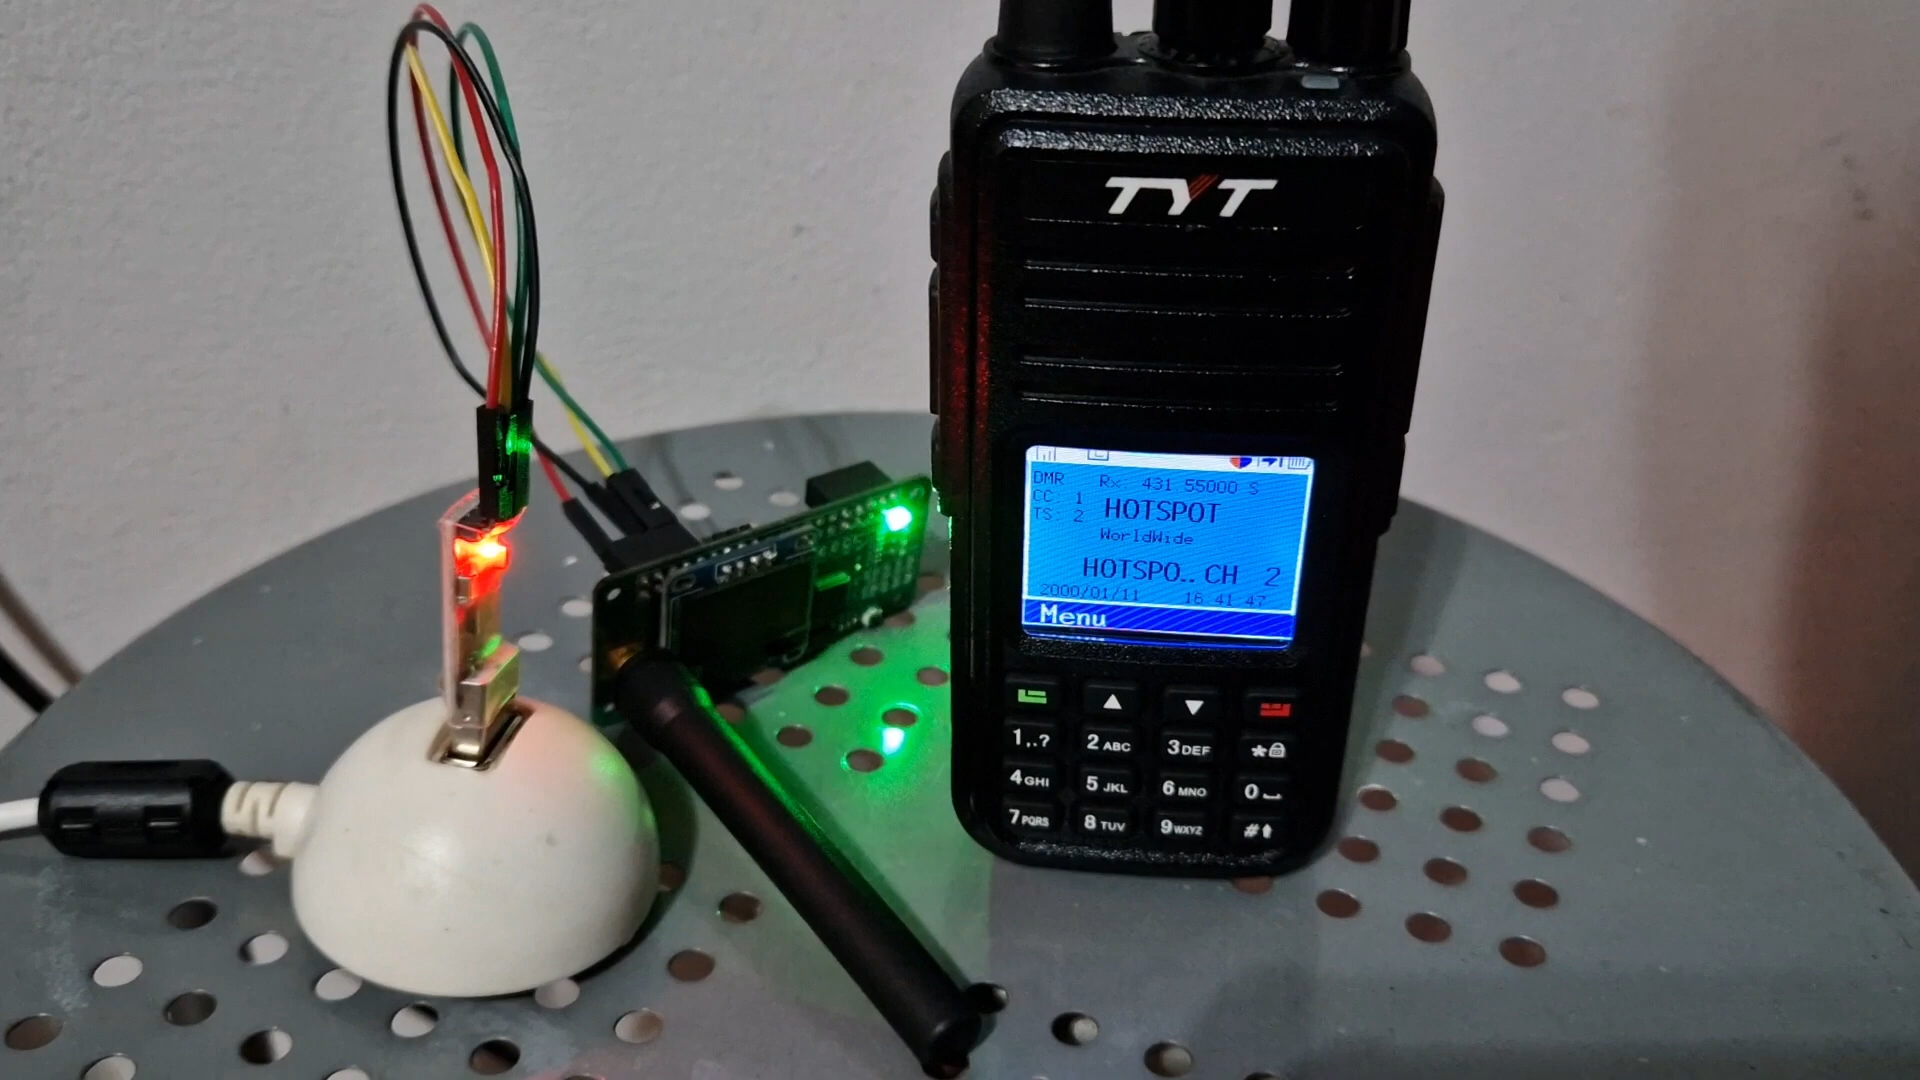 TYT
DMR Rx: 431 55000 S
CC: 1 HOTSPOT
TS: 2
WorldWide
HOTSPO.. CH 2
2000/01/11 16 41 47
Menu
1,.? 2 ABC 3 DEF *
4 GHI 5 JKL 6 MNO 0
7 PQRS 8 TUV 9 WXYZ #